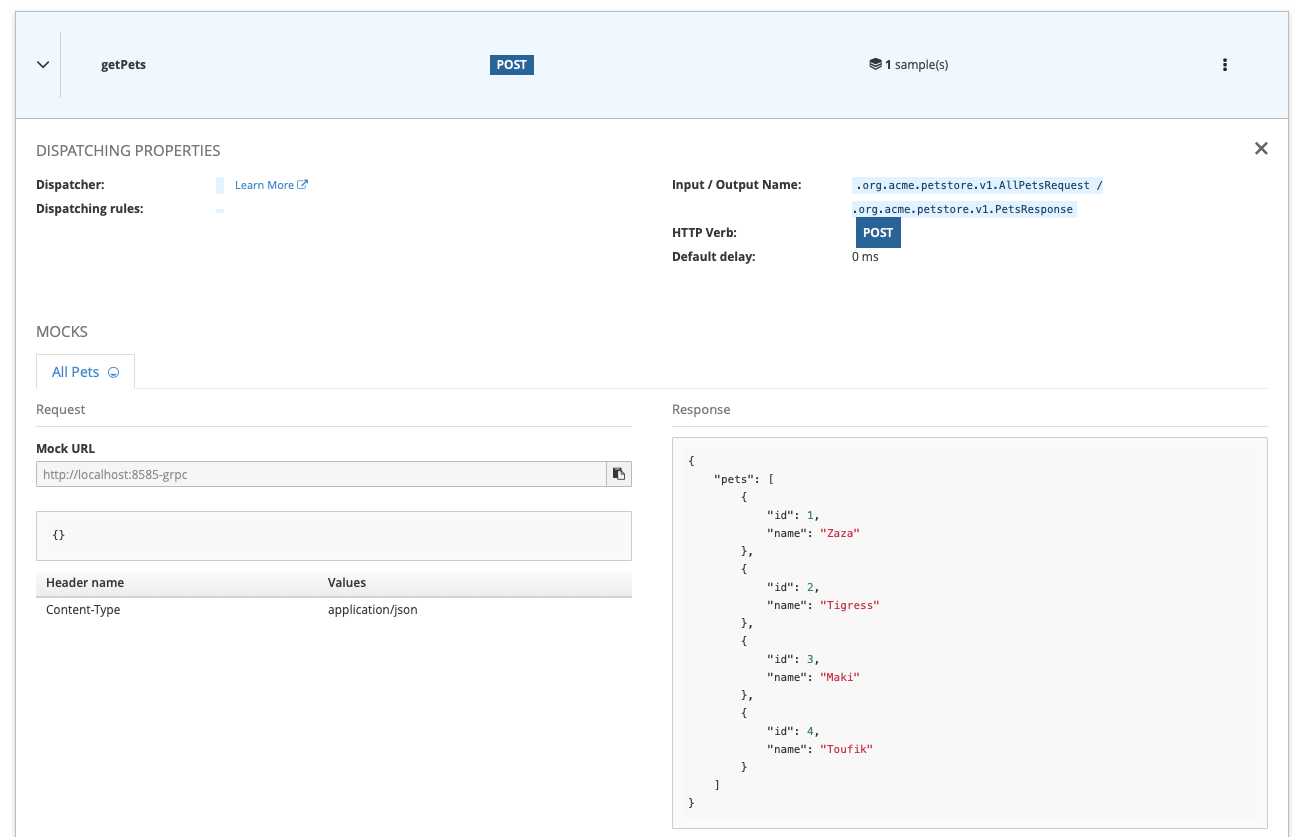 getPets
POST
1 sample(s)
DISPATCHING PROPERTIES
Dispatcher:
Learn More
Dispatching rules:
Input / Output Name:
.org.acme.petstore.v1.AllPetsRequest /
.org.acme.petstore.v1.PetsResponse
HTTP Verb:
POST
Default delay:
0 ms
MOCKS
All Pets
Request
Mock URL
http://localhost:8585-grpc
{}
Header name
Values
Content-Type
application/json
Response
{
"pets": [
{
"id": 1,
"name": "Zaza"
},
{
"id": 2,
"name": "Tigress"
},
{
"id": 3,
"name": "Maki"
},
{
"id": 4,
"name": "Toufik"
}
]
}